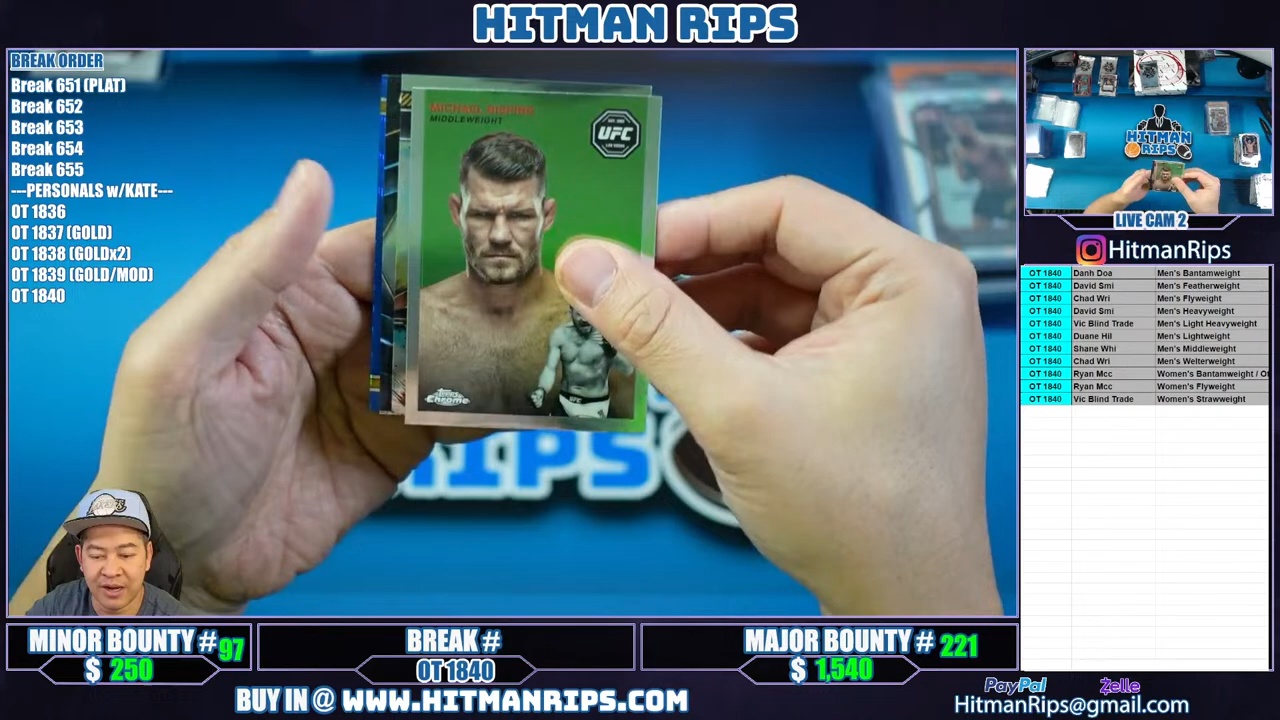 HITMAN RIPS
BREAK ORDER
Break 651 (PLAT)
Break 652
Break 653
Break 654
Break 655
---PERSONALS w/KATE---
OT 1836
OT 1837 (GOLD)
OT 1838 (GOLDx2)
OT 1839 (GOLD/MOD)
OT 1840
MICHAEL BISPING
MIDDLEWEIGHT
UFC
Topps
Chrome
RIPS
HITMAN
RIPS
LIVE CAM 2
HitmanRips
OT 1840 Danh Doa Men's Bantamweight
OT 1840 David Smi Men's Featherweight
OT 1840 Chad Wri Men's Flyweight
OT 1840 David Smi Men's Heavyweight
OT 1840 Vic Blind Trade Men's Light Heavyweight
OT 1840 Duane Hil Men's Lightweight
OT 1840 Shane Whi Men's Middleweight
OT 1840 Chad Wri Men's Welterweight
OT 1840 Ryan Mcc Women's Bantamweight / Ot
OT 1840 Ryan Mcc Women's Flyweight
OT 1840 Vic Blind Trade Women's Strawweight
MINOR BOUNTY # 97
$ 250
BREAK #
OT 1840
MAJOR BOUNTY # 221
$ 1,540
BUY IN @ WWW.HITMANRIPS.COM
PayPal Zelle
HitmanRips@gmail.com